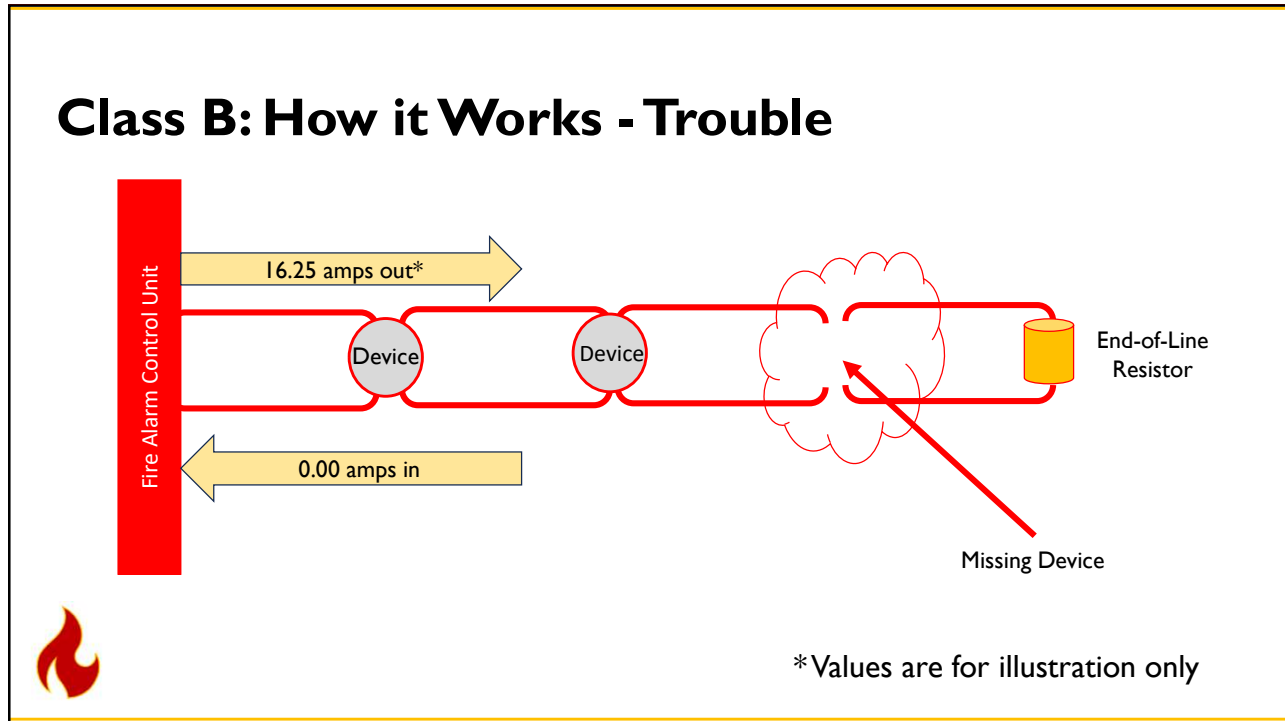 Class B: How it Works - Trouble
Fire Alarm Control Unit
16.25 amps out*
Device
Device
End-of-Line
Resistor
0.00 amps in
Missing Device
* Values are for illustration only